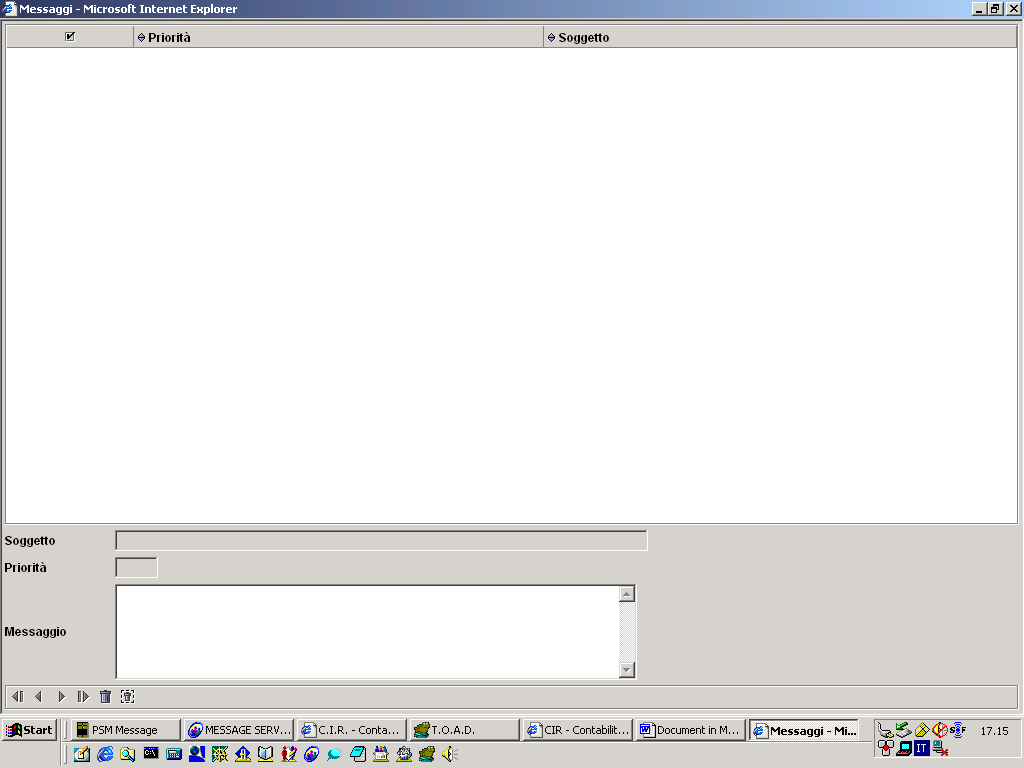 Messaggi - Microsoft Internet Explorer
Priorità Soggetto
Soggetto
Priorità
Messaggio
Start PSM Message MESSAGE SERV... C.I.R. - Conta... T.O.A.D. CIR - Contabilit... Document in M... Messaggi - Mi... 17.15
IT